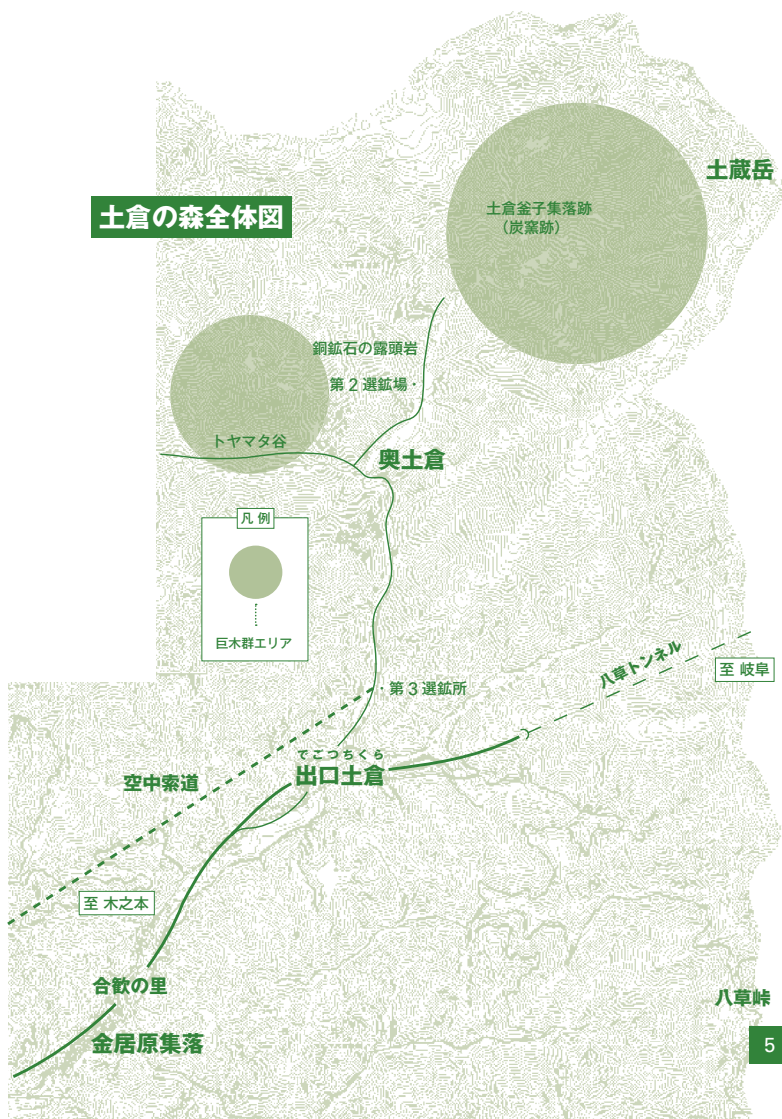 土蔵岳
土倉の森全体図
土倉釜子集落跡
（炭窯跡）
銅鉱石の露頭岩
第2選鉱場・
トヤマタ谷
奥土倉
凡 例
巨木群エリア
八草トンネル
至 岐阜
・第3選鉱所
でこつちくら
出口土倉
空中索道
至 木之本
合歓の里
八草峠
金居原集落
5